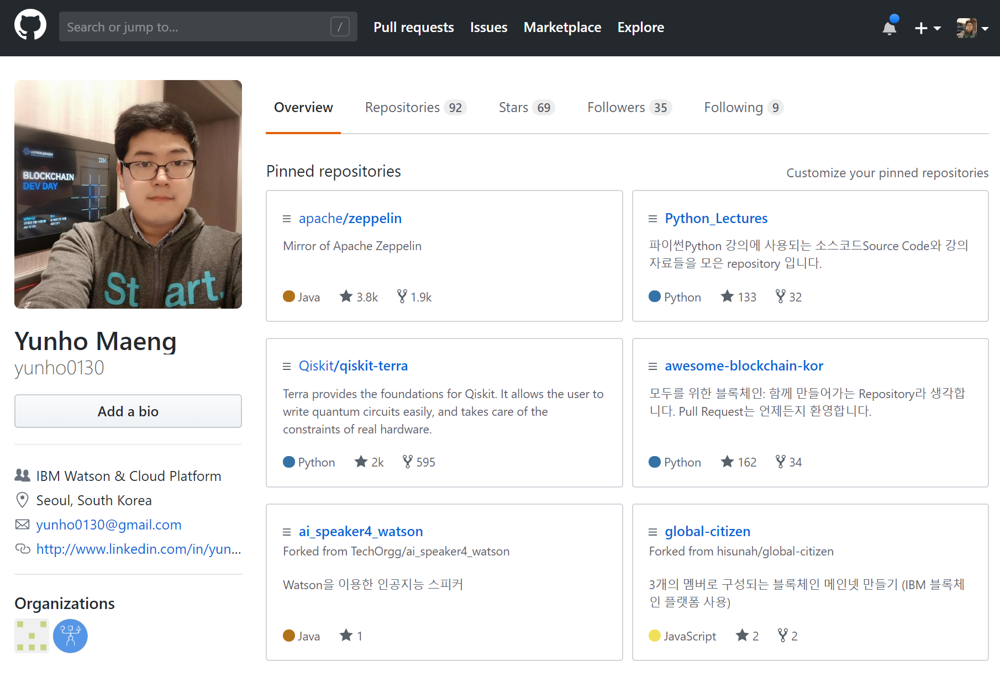 Search or jump to...
/
Pull requests
Issues
Marketplace
Explore
HYPERLEDGER
IBM
BLOCKCHAIN
DEV DAY
AM 10:00
Start.
Yunho Maeng
yunho0130
Add a bio
IBM Watson & Cloud Platform
Seoul, South Korea
yunho0130@gmail.com
http://www.linkedin.com/in/yun...
Organizations
Overview
Repositories 92
Stars 69
Followers 35
Following 9
Pinned repositories
Customize your pinned repositories
apache/zeppelin
Mirror of Apache Zeppelin
Java 3.8k 1.9k
Python_Lectures
파이썬Python 강의에 사용되는 소스코드Source Code와 강의
자료들을 모은 repository 입니다.
Python 133 32
Qiskit/qiskit-terra
Terra provides the foundations for Qiskit. It allows the user to
write quantum circuits easily, and takes care of the
constraints of real hardware.
Python 2k 595
awesome-blockchain-kor
모두를 위한 블록체인: 함께 만들어가는 Repository라 생각합
니다. Pull Request는 언제든지 환영합니다.
Python 162 34
ai_speaker4_watson
Forked from TechOrgg/ai_speaker4_watson
Watson을 이용한 인공지능 스피커
Java 1
global-citizen
Forked from hisunah/global-citizen
3개의 멤버로 구성되는 블록체인 메인넷 만들기 (IBM 블록체
인 플랫폼 사용)
JavaScript 2 2